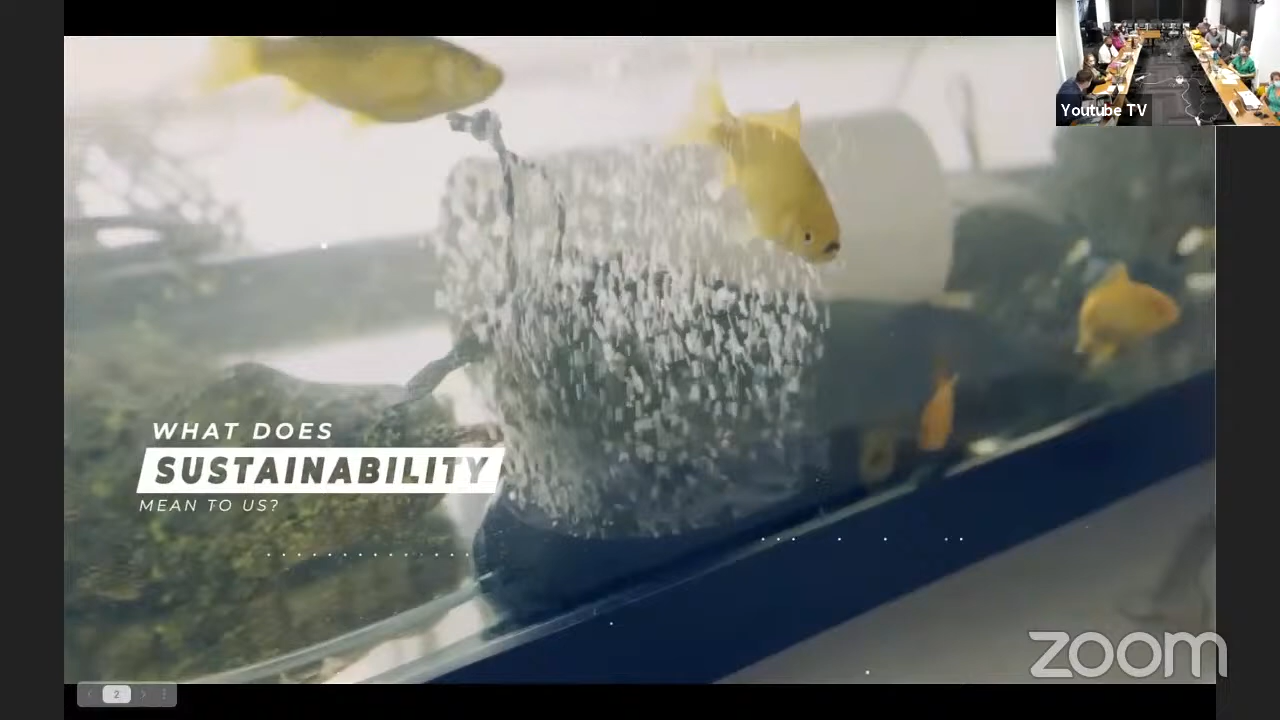 Youtube TV
WHAT DOES
SUSTAINABILITY
MEAN TO US?
zoom
2